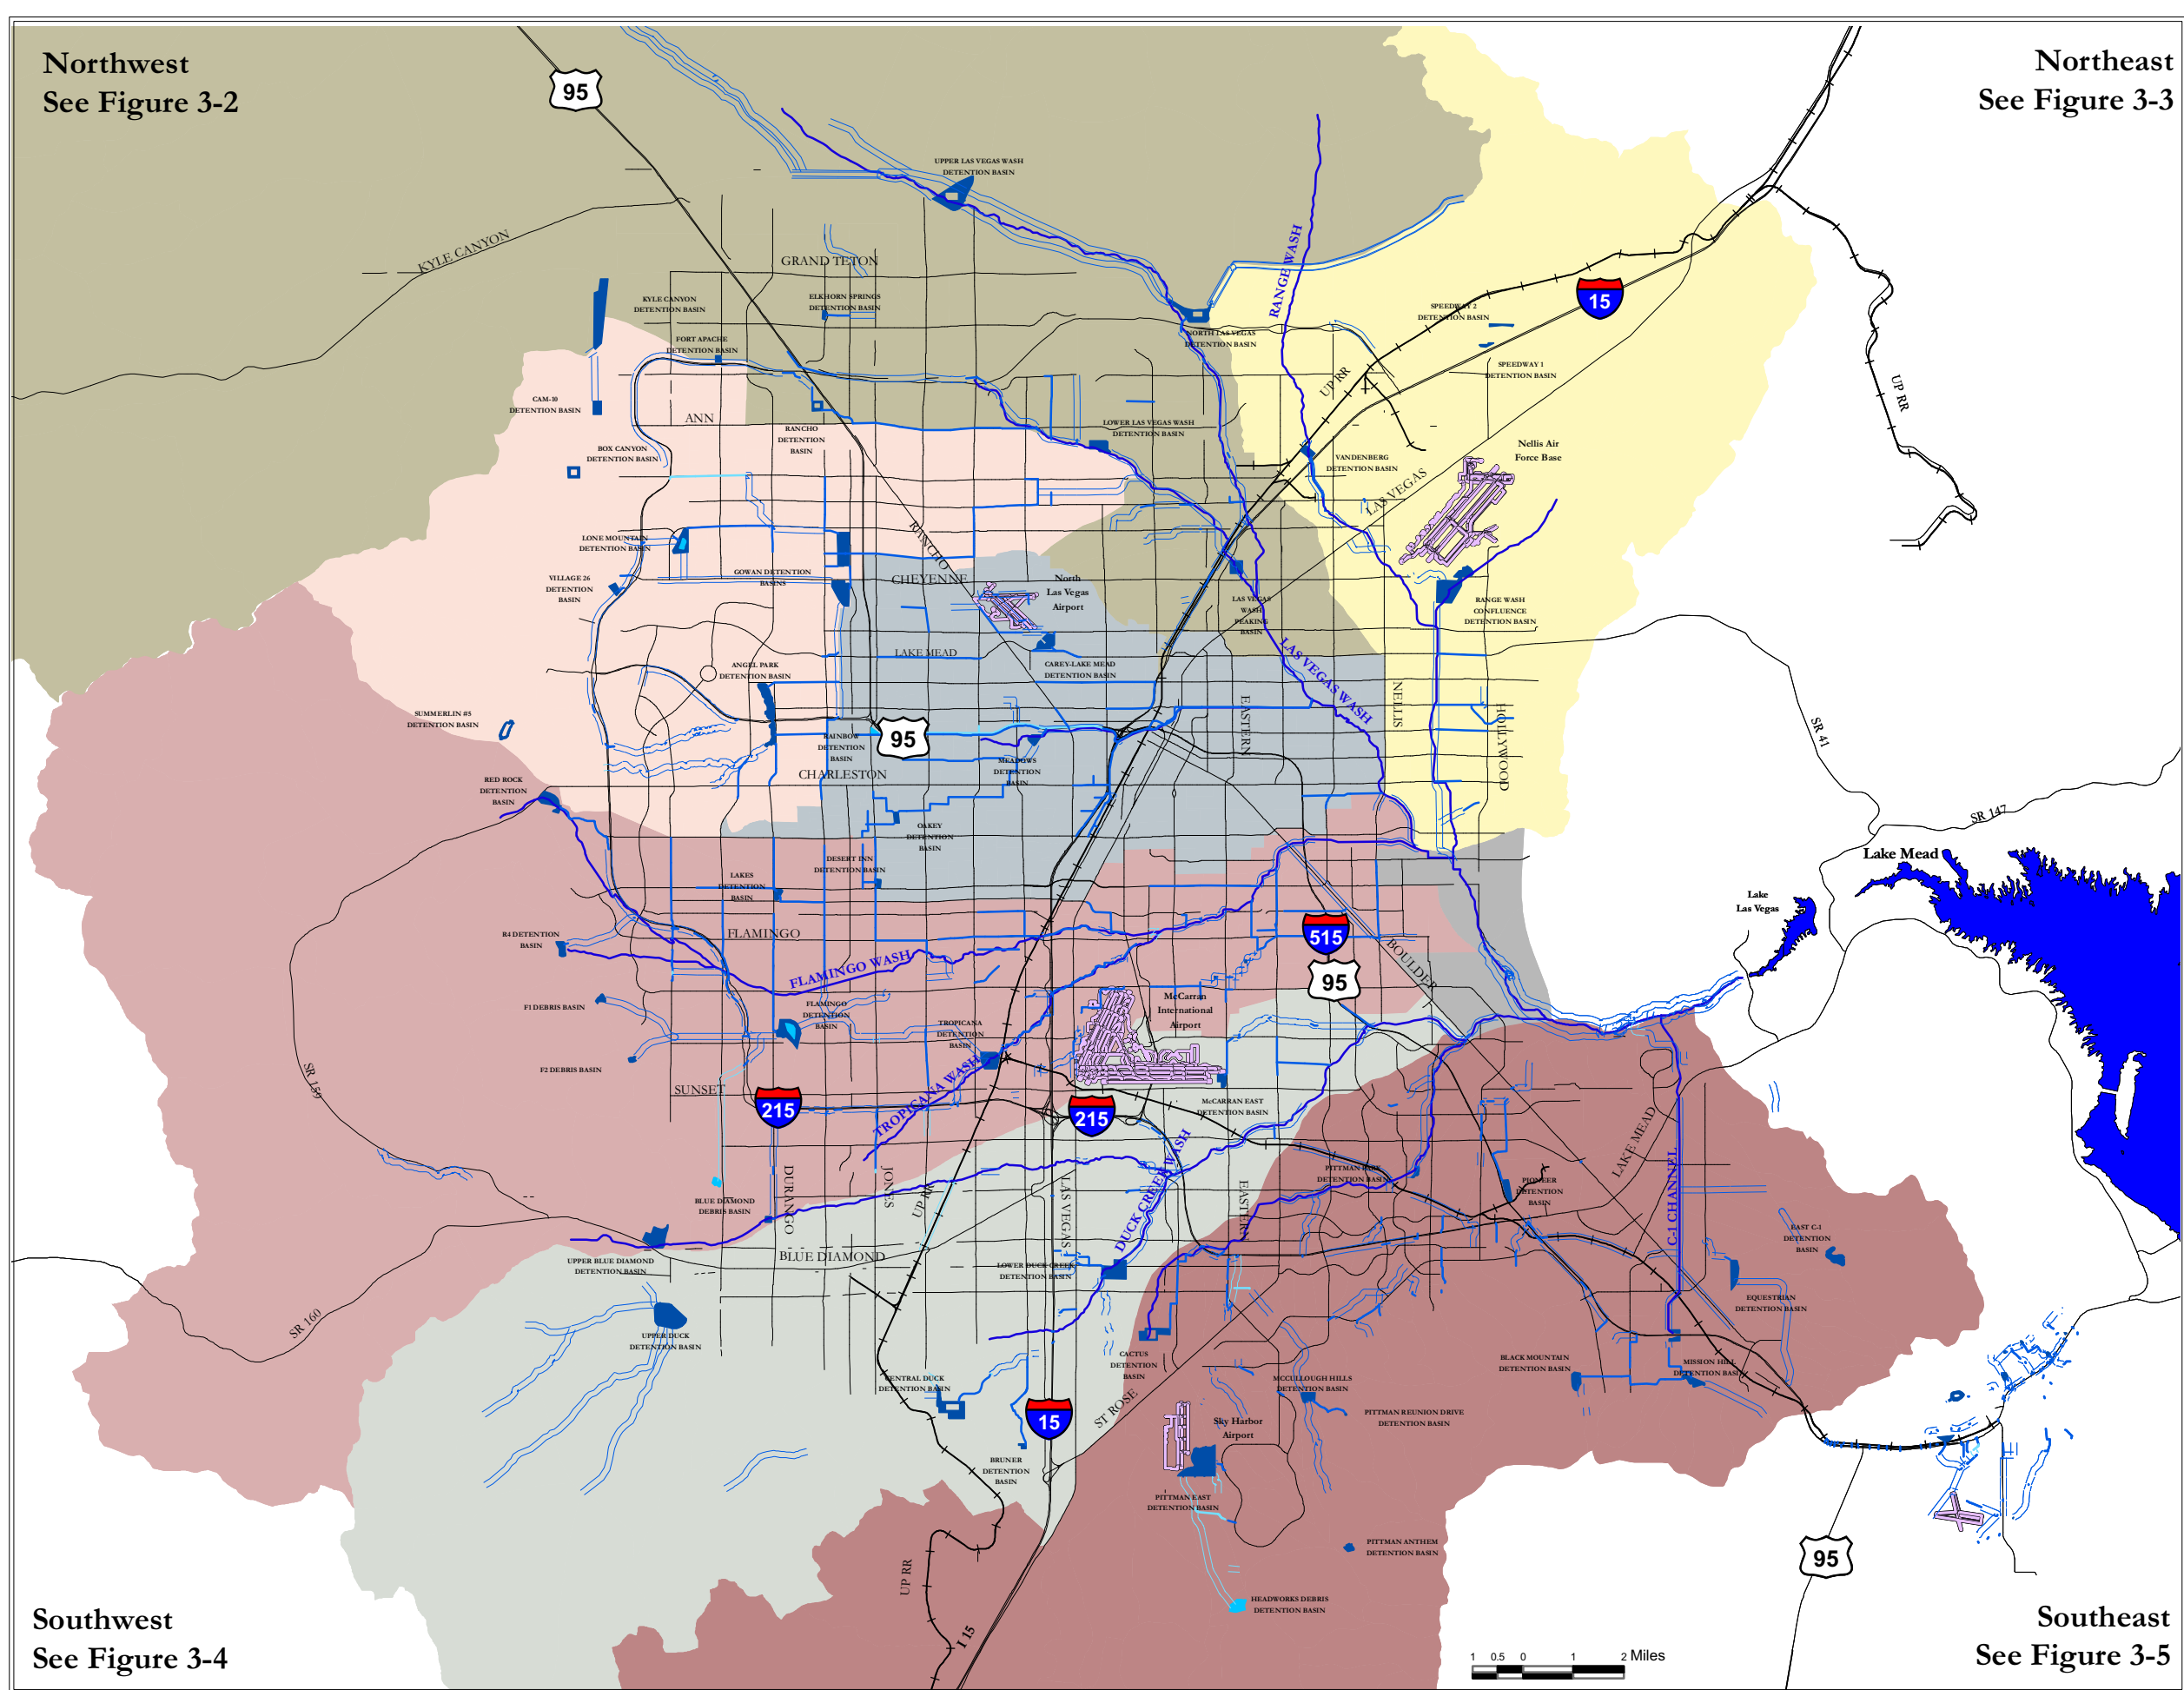 Northwest
See Figure 3-2
Northeast
See Figure 3-3
95
UPPER LAS VEGAS WASH
DETENTION BASIN
KYLE CANYON
GRAND TETON
RANGE WASH
KYLE CANYON
DETENTION BASIN
ELKHORN SPRINGS
DETENTION BASIN
15
SPEEDWAY 2
DETENTION BASIN
NORTH LAS VEGAS
DETENTION BASIN
FORT APACHE
DETENTION BASIN
SPEEDWAY 1
DETENTION BASIN
UP RR
UP RR
CAM-10
DETENTION BASIN
ANN
RANCHO
DETENTION
BASIN
LOWER LAS VEGAS WASH
DETENTION BASIN
BOX CANYON
DETENTION BASIN
VANDENBERG
DETENTION BASIN
Nellis Air
Force Base
LAS VEGAS
RANCHO
LONE MOUNTAIN
DETENTION BASIN
GOWAN DETENTION
BASINS
CHEYENNE
North
Las Vegas
Airport
VILLAGE 26
DETENTION
BASIN
LAS VEGAS
WASH
PEAKING
BASIN
RANGE WASH
CONFLUENCE
DETENTION BASIN
LAKE MEAD
CAREY-LAKE MEAD
DETENTION BASIN
LAS VEGAS WASH
ANGEL PARK
DETENTION BASIN
NELLIS
EASTERN
HOLLYWOOD
SUMMERLIN #5
DETENTION BASIN
RAINBOW
DETENTION
BASIN
95
MEADOWS
DETENTION
BASIN
CHARLESTON
SR 41
RED ROCK
DETENTION
BASIN
OAKEY
DETENTION
BASIN
SR 147
DESERT INN
DETENTION BASIN
LAKES
DETENTION
BASIN
Lake Mead
Lake
Las Vegas
R4 DETENTION
BASIN
FLAMINGO
515
95
BOULDER
FLAMINGO WASH
F1 DEBRIS BASIN
FLAMINGO
DETENTION
BASIN
McCarran
International
Airport
TROPICANA
DETENTION
BASIN
F2 DEBRIS BASIN
SR 159
SUNSET
215
TROPICANA WASH
215
McCARRAN EAST
DETENTION BASIN
LAKE MEAD
DUCK CREEK WASH
C-1 CHANNEL
DURANGO
JONES
UP RR
LAS VEGAS
EASTERN
PITTMAN PARK
DETENTION BASIN
PIONEER
DETENTION
BASIN
BLUE DIAMOND
DEBRIS BASIN
EAST C-1
DETENTION
BASIN
BLUE DIAMOND
UPPER BLUE DIAMOND
DETENTION BASIN
LOWER DUCK CREEK
DETENTION BASIN
EQUESTRIAN
DETENTION BASIN
SR 160
UPPER DUCK
DETENTION BASIN
CACTUS
DETENTION
BASIN
BLACK MOUNTAIN
DETENTION BASIN
MISSION HILL
DETENTION BASIN
CENTRAL DUCK
DETENTION BASIN
MCCULLOUGH HILLS
DETENTION BASIN
15
ST ROSE
Sky Harbor
Airport
PITTMAN REUNION DRIVE
DETENTION BASIN
BRUNER
DETENTION
BASIN
PITTMAN EAST
DETENTION BASIN
PITTMAN ANTHEM
DETENTION BASIN
95
UP RR
HEADWORKS DEBRIS
DETENTION BASIN
I 15
Southwest
See Figure 3-4
Southeast
See Figure 3-5
1 0.5 0 1 2 Miles